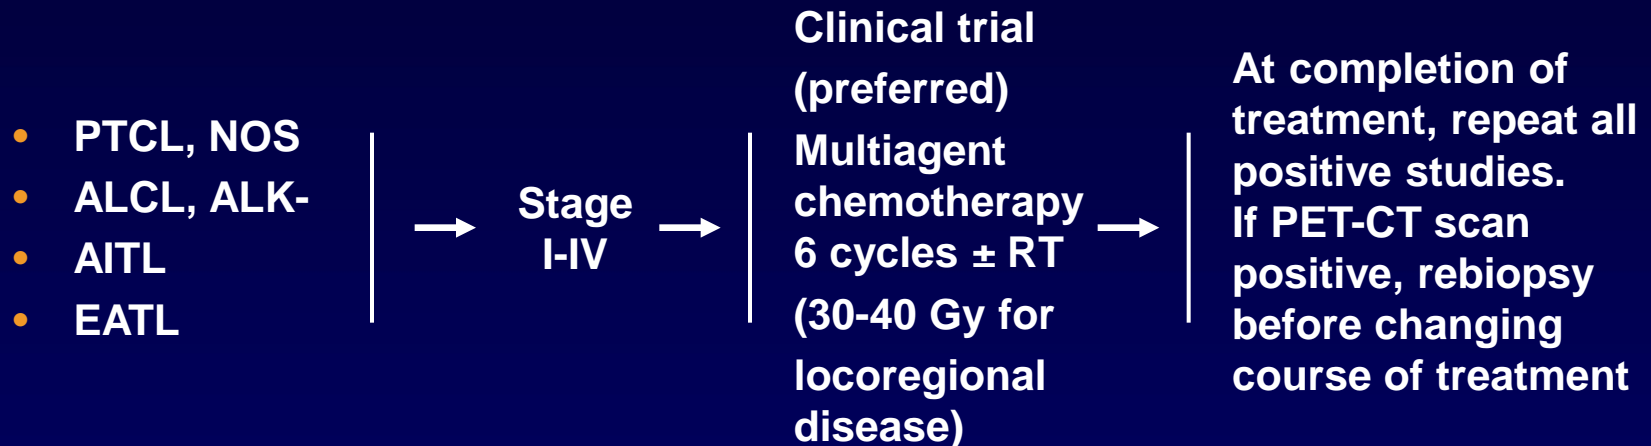 • PTCL, NOS
• ALCL, ALK-
• AITL
• EATL
Stage
I-IV
Clinical trial
(preferred)
Multiagent
chemotherapy
6 cycles ± RT
(30-40 Gy for
locoregional
disease)
At completion of
treatment, repeat all
positive studies.
If PET-CT scan
positive, rebiopsy
before changing
course of treatment